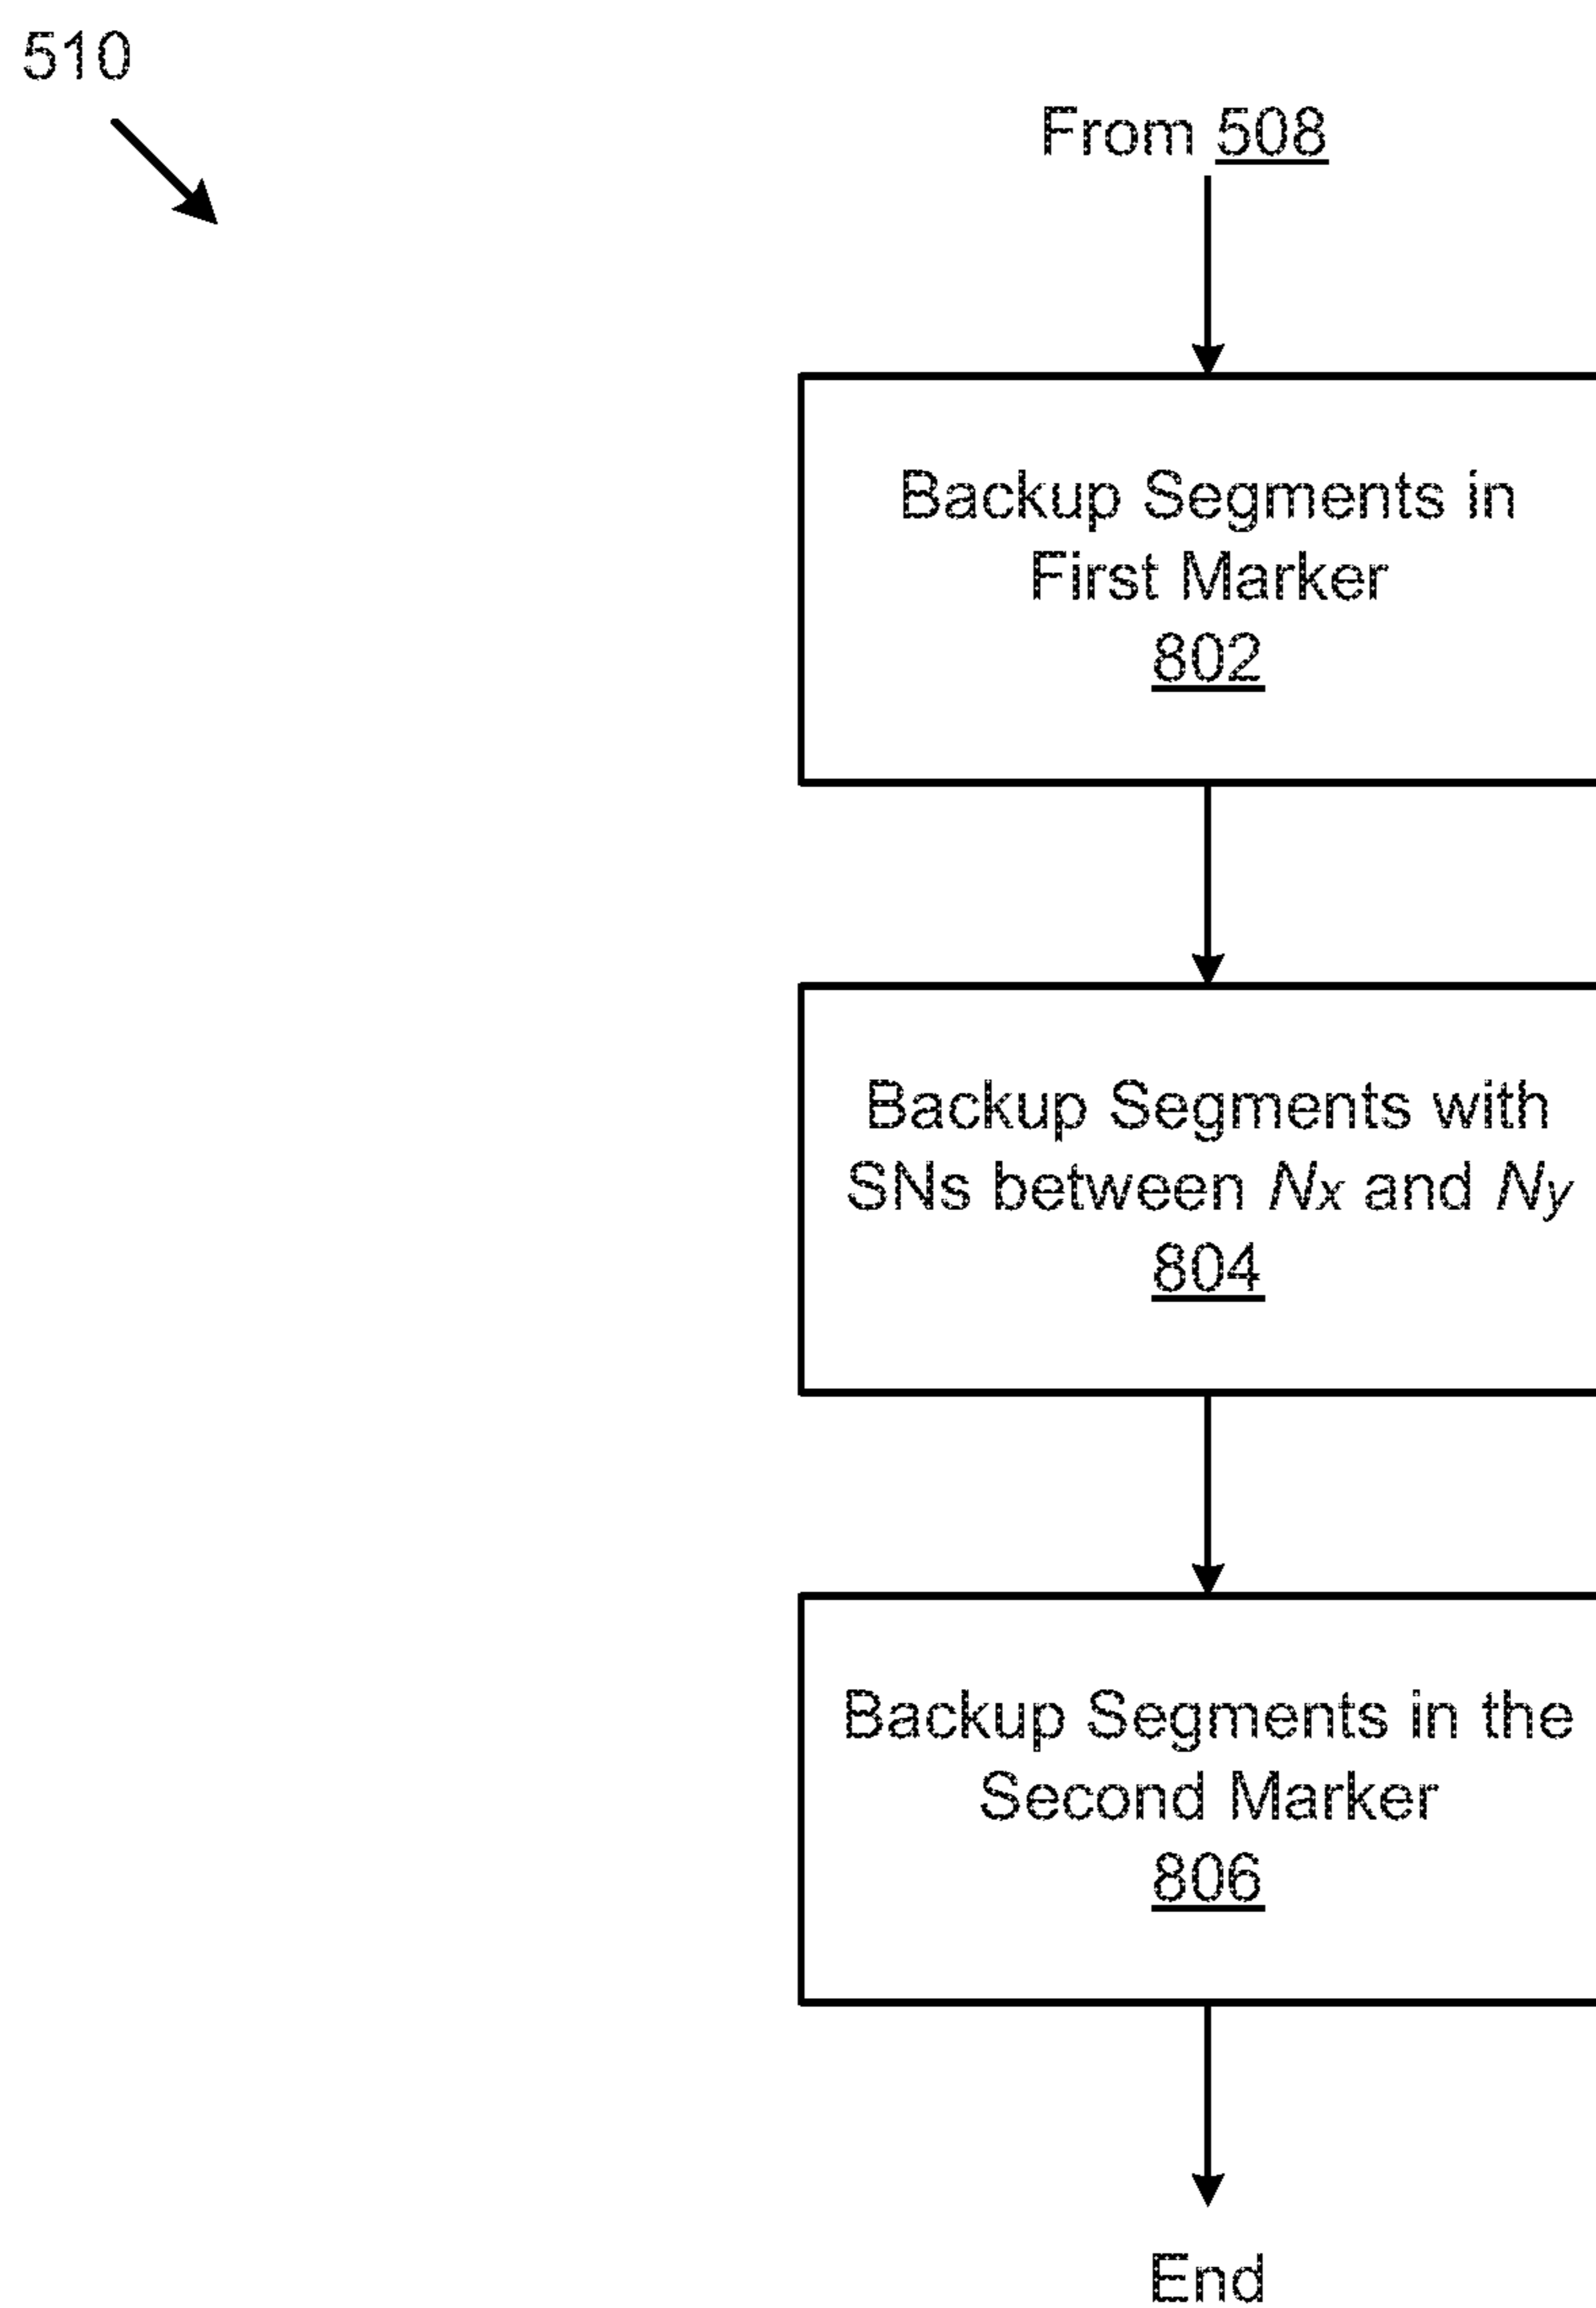 510
From 508
Backup Segments in
First Marker
802
Backup Segments with
SNs between Nx and Ny
804
Backup Segments in the
Second Marker
806
End